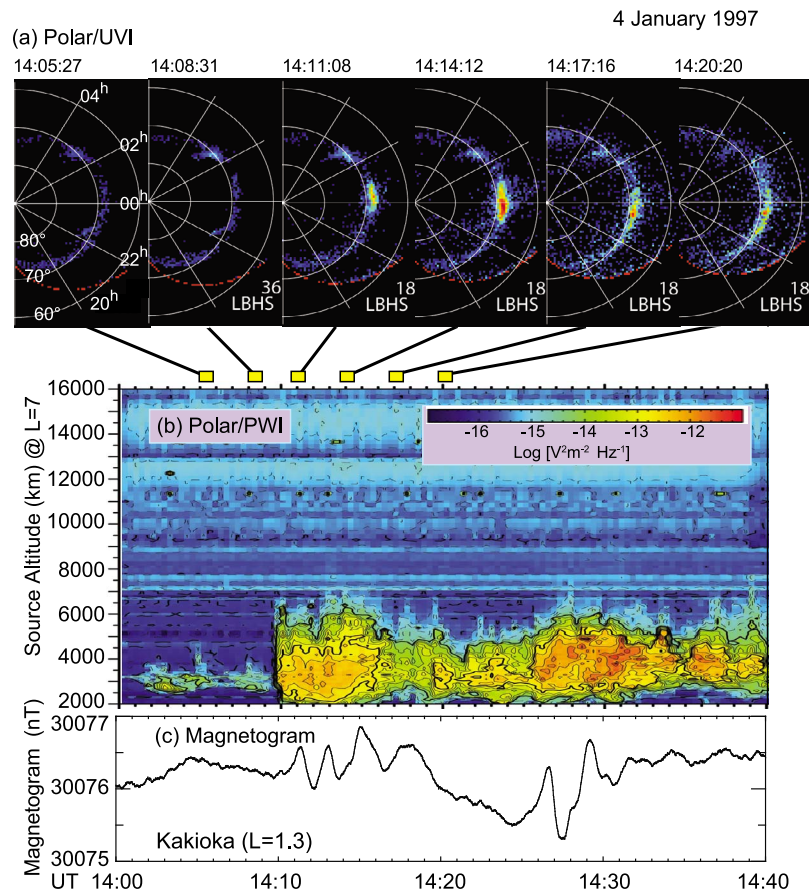 4 January 1997
(a) Polar/UVI
14:05:27 14:08:31 14:11:08 14:14:12 14:17:16 14:20:20
04h
02h
00h
80°
70° 22h
60° 20h
36 18 18 18 18
LBHS LBHS LBHS LBHS LBHS
16000
14000
12000
10000
8000
6000
4000
2000
Source Altitude (km) @ L=7
(b) Polar/PWI
-16 -15 -14 -13 -12
Log [V²m⁻² Hz⁻¹]
30077
30076
30075
Magnetogram (nT)
(c) Magnetogram
Kakioka (L=1.3)
UT 14:00 14:10 14:20 14:30 14:40